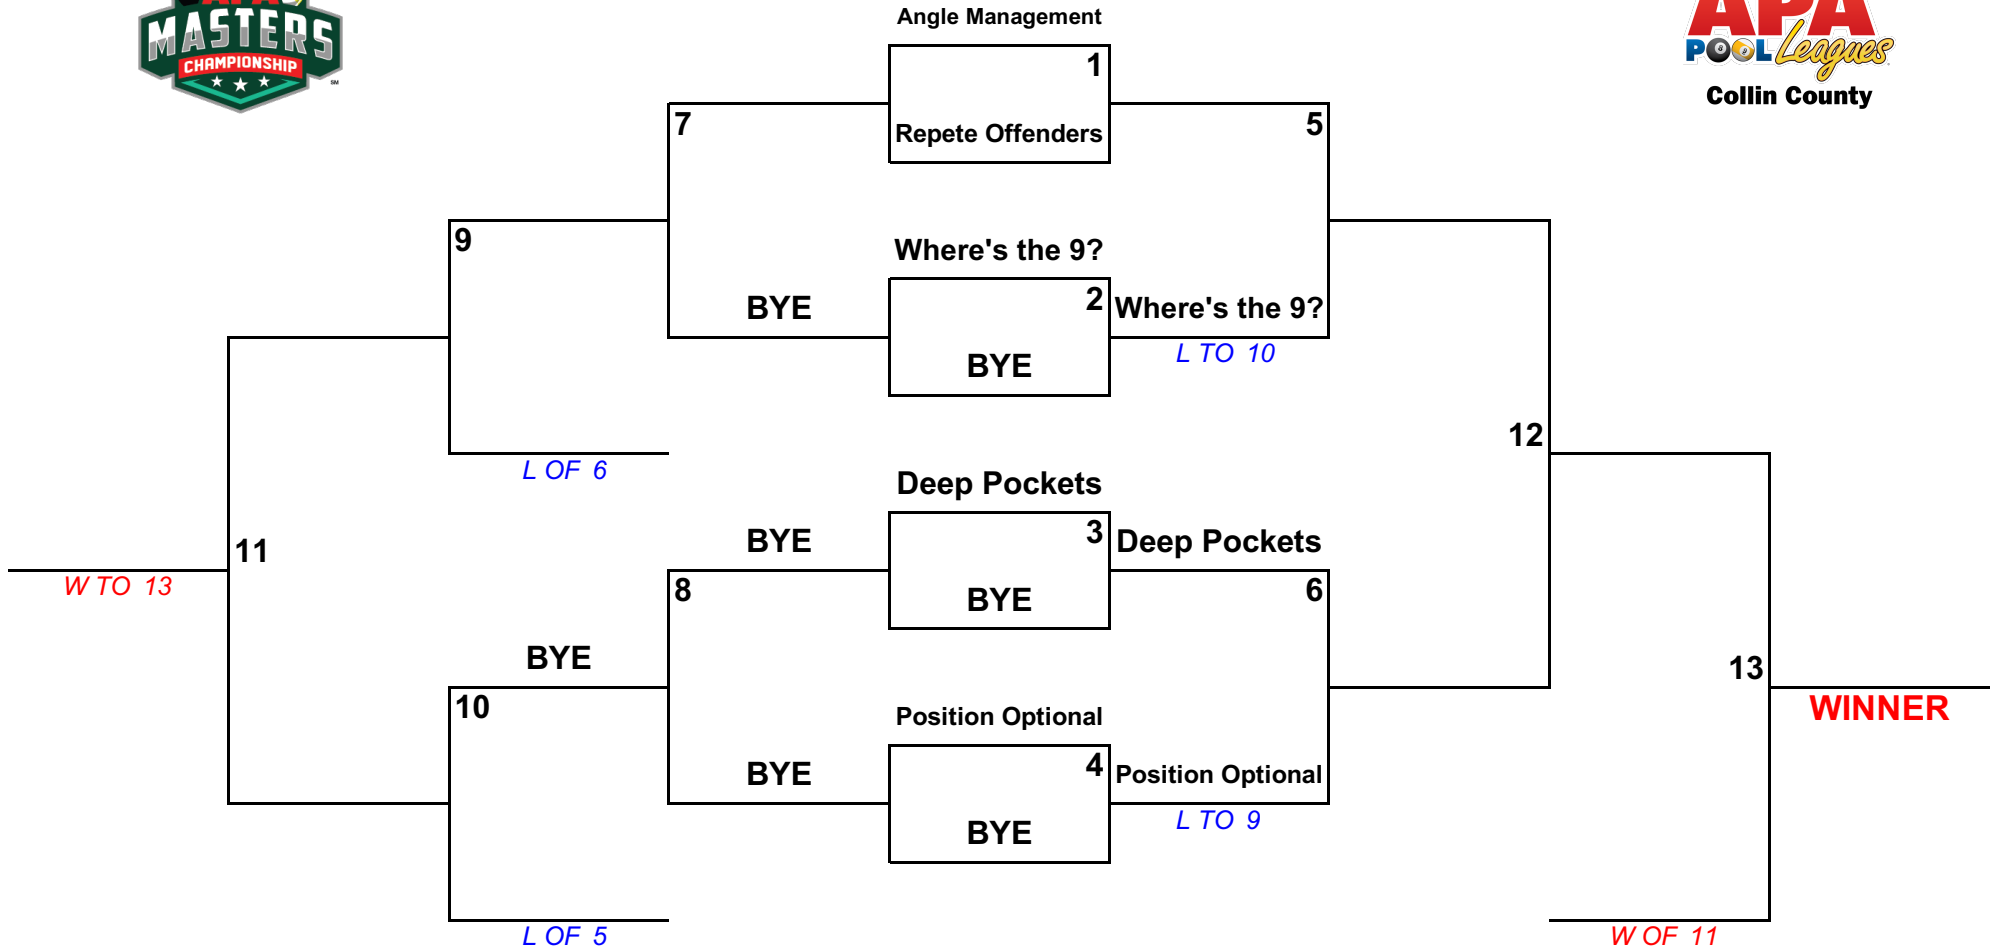 APA
MASTERS
CHAMPIONSHIP
SM
APA
POOL Leagues
Collin County
Angle Management
1
Repete Offenders
7
5
9
Where's the 9?
BYE
2
Where's the 9?
BYE
L TO 10
12
L OF 6
Deep Pockets
BYE
3
Deep Pockets
11
W TO 13
8
BYE
6
BYE
13
10
WINNER
Position Optional
BYE
4
Position Optional
BYE
L TO 9
L OF 5
W OF 11